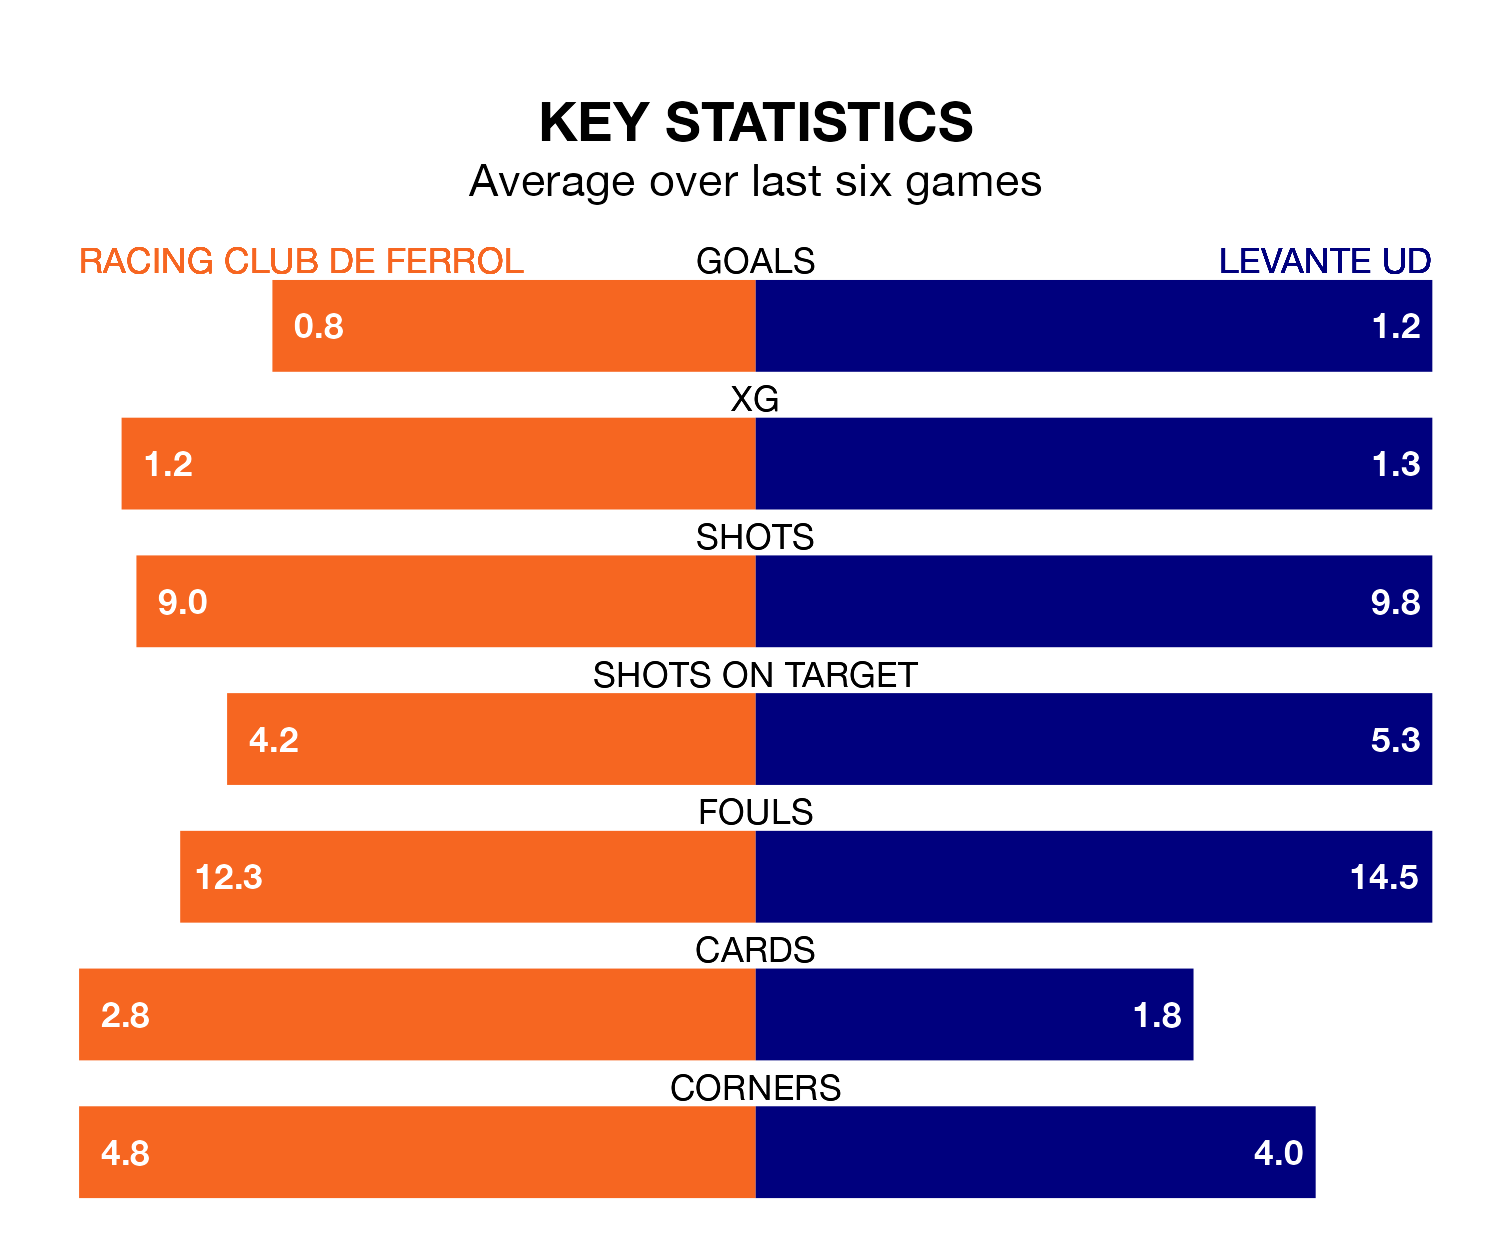 KEY STATISTICS
Average over last six games
RACING CLUB DE FERROL GOALS LEVANTE UD
0.8 1.2
XG
1.2 1.3
SHOTS
9.0 9.8
SHOTS ON TARGET
4.2 5.3
FOULS
12.3 14.5
CARDS
2.8 1.8
CORNERS
4.8 4.0